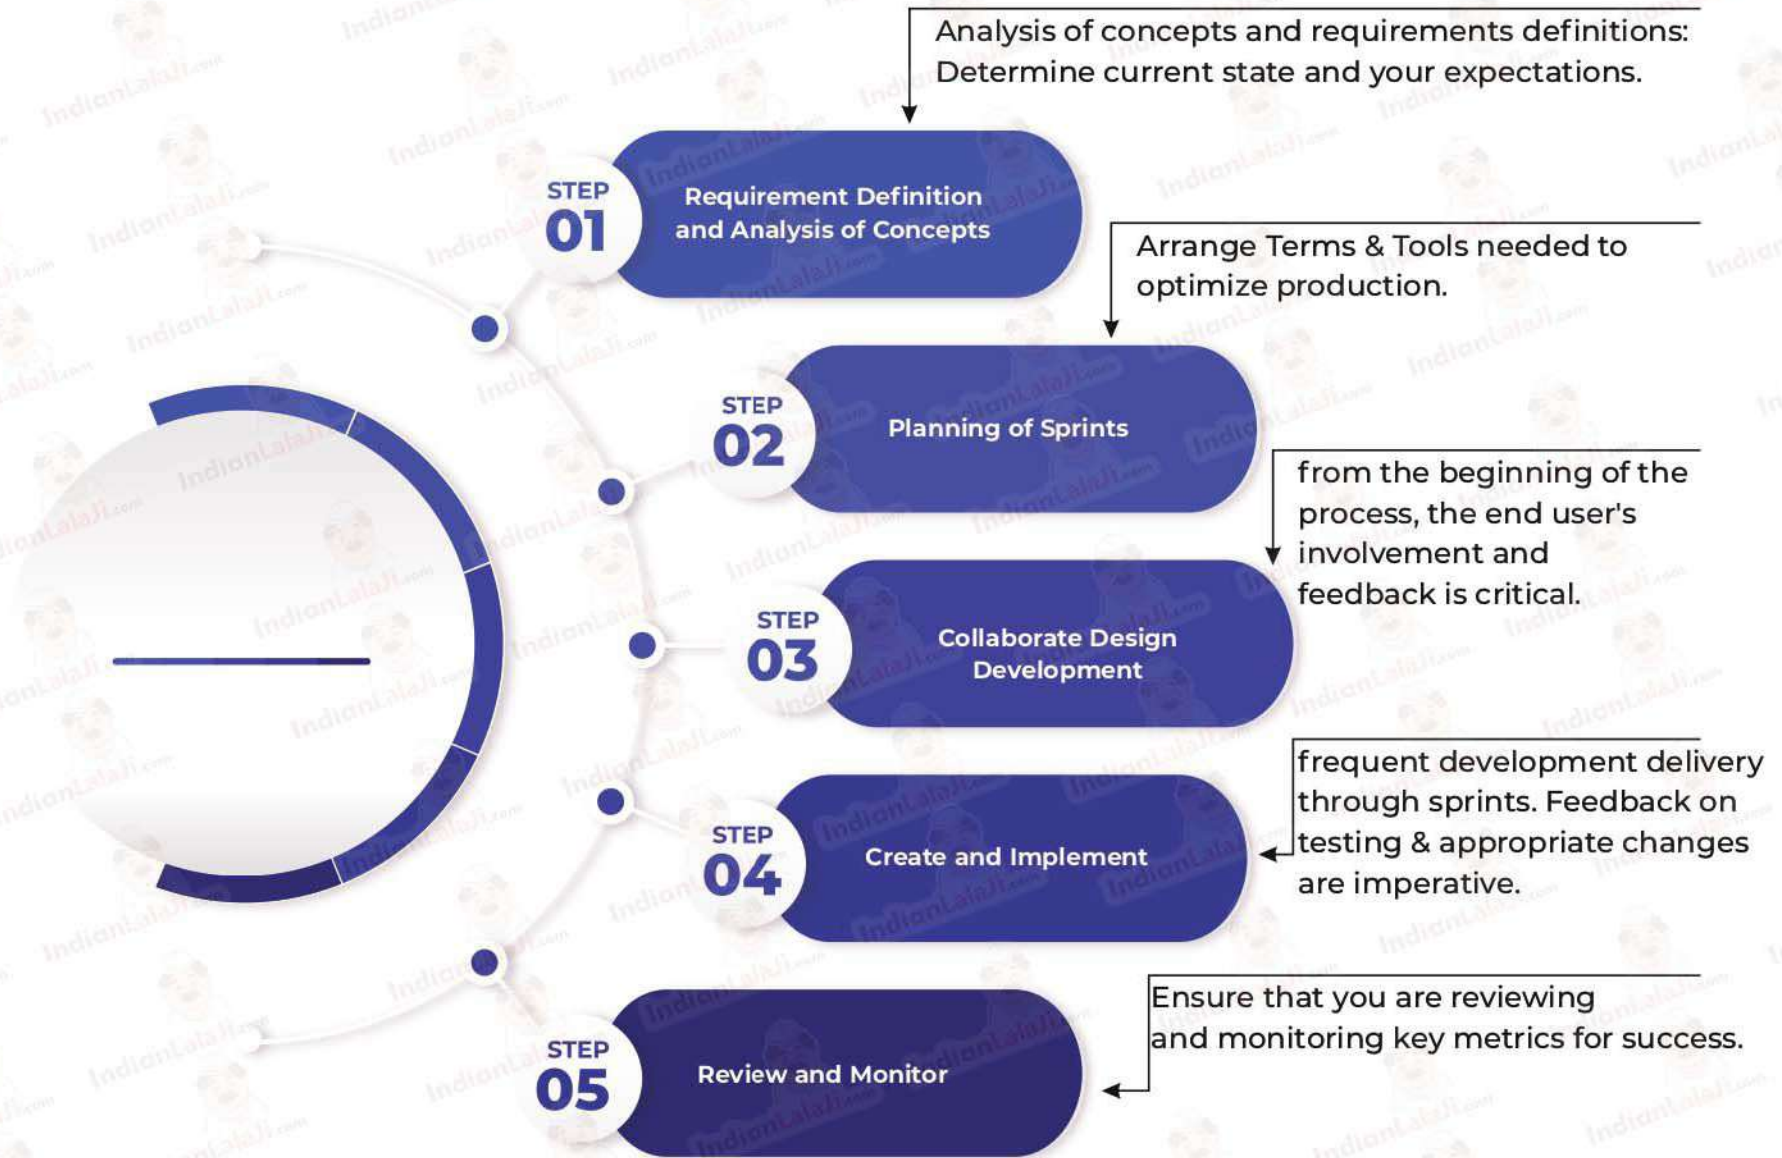 Analysis of concepts and requirements definitions:
Determine current state and your expectations.
STEP
01
Requirement Definition
and Analysis of Concepts
Arrange Terms & Tools needed to
optimize production.
STEP
02
Planning of Sprints
from the beginning of the
process, the end user's
involvement and
feedback is critical.
STEP
03
Collaborate Design
Development
frequent development delivery
through sprints. Feedback on
testing & appropriate changes
are imperative.
STEP
04
Create and Implement
Ensure that you are reviewing
and monitoring key metrics for success.
STEP
05
Review and Monitor
IndianLalaJi.com